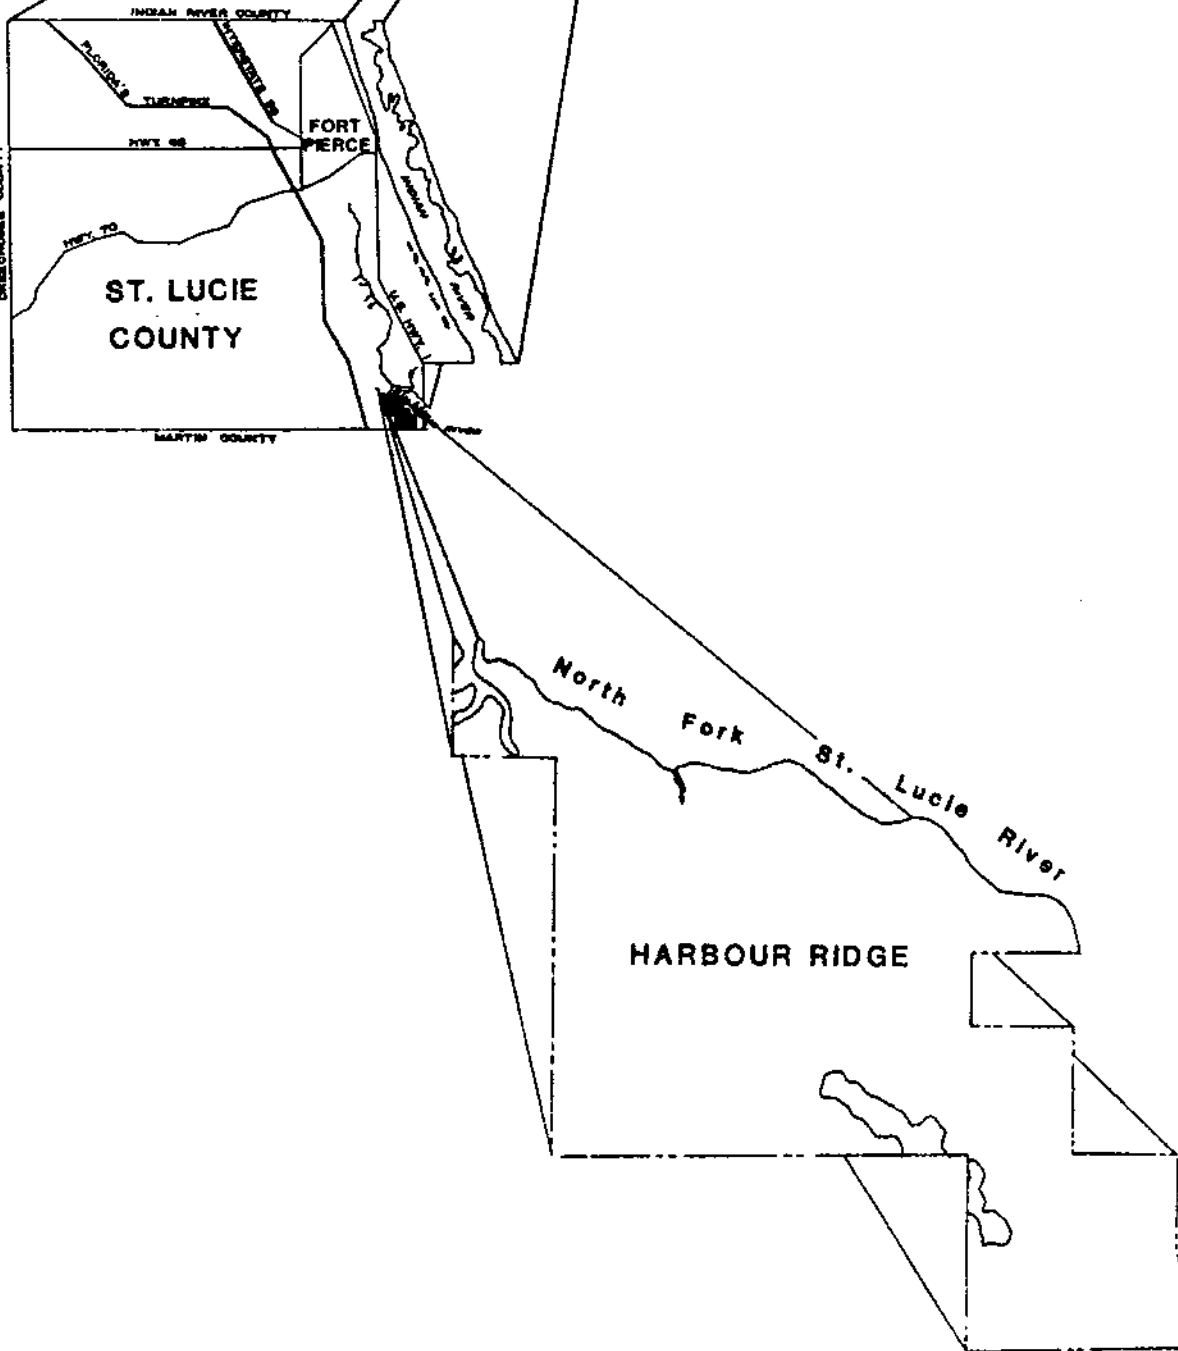 INDIAN RIVER COUNTY
FLORIDA'S
TURNPIKE
INTERSTATE 95
FORT
PIERCE
HWY. 68
HWY. 70
INDIAN
RIVER
ST. LUCIE
COUNTY
U.S. HWY. 1
MARTIN COUNTY
RIVER
North Fork St. Lucie River
HARBOUR RIDGE